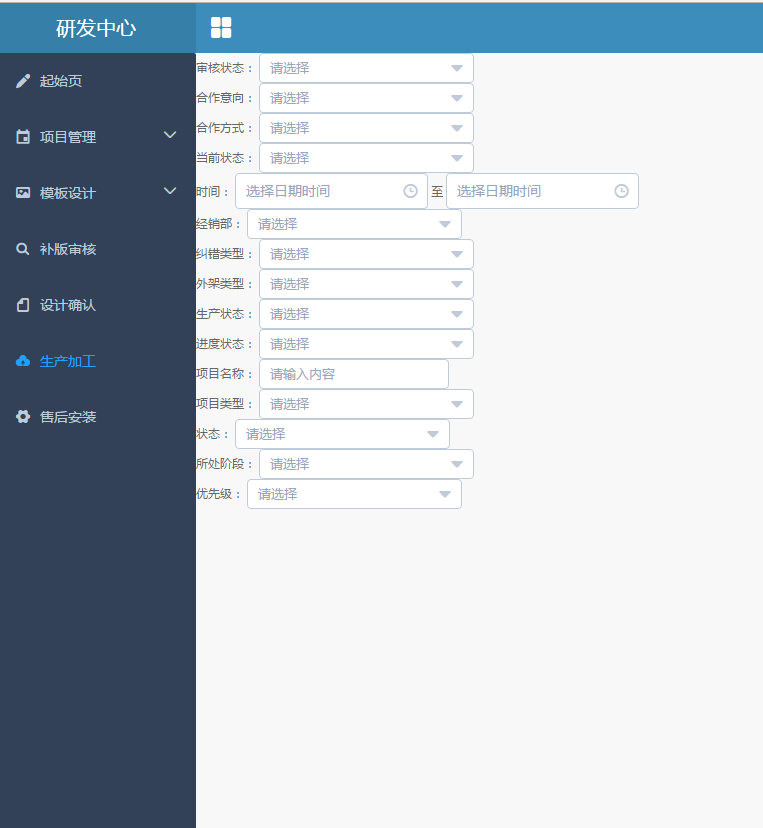 研发中心
起始页
项目管理
模板设计
补版审核
设计确认
生产加工
售后安装
审核状态： 请选择
合作意向： 请选择
合作方式： 请选择
当前状态： 请选择
时间： 选择日期时间 至 选择日期时间
经销部： 请选择
纠错类型： 请选择
外架类型： 请选择
生产状态： 请选择
进度状态： 请选择
项目名称： 请输入内容
项目类型： 请选择
状态： 请选择
所处阶段： 请选择
优先级： 请选择